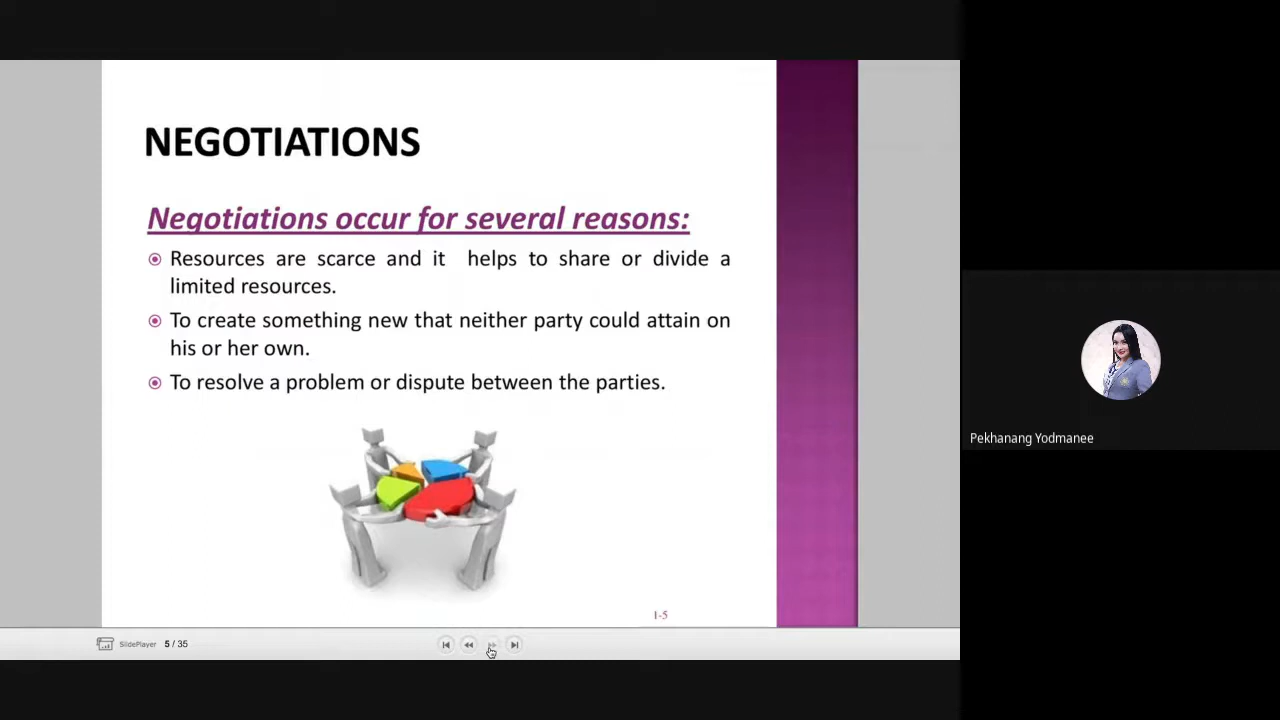 NEGOTIATIONS
Negotiations occur for several reasons:
Resources are scarce and it helps to share or divide a
limited resources.
To create something new that neither party could attain on
his or her own.
To resolve a problem or dispute between the parties.
1-5
SlidePlayer 5 / 35
Pekhanang Yodmanee